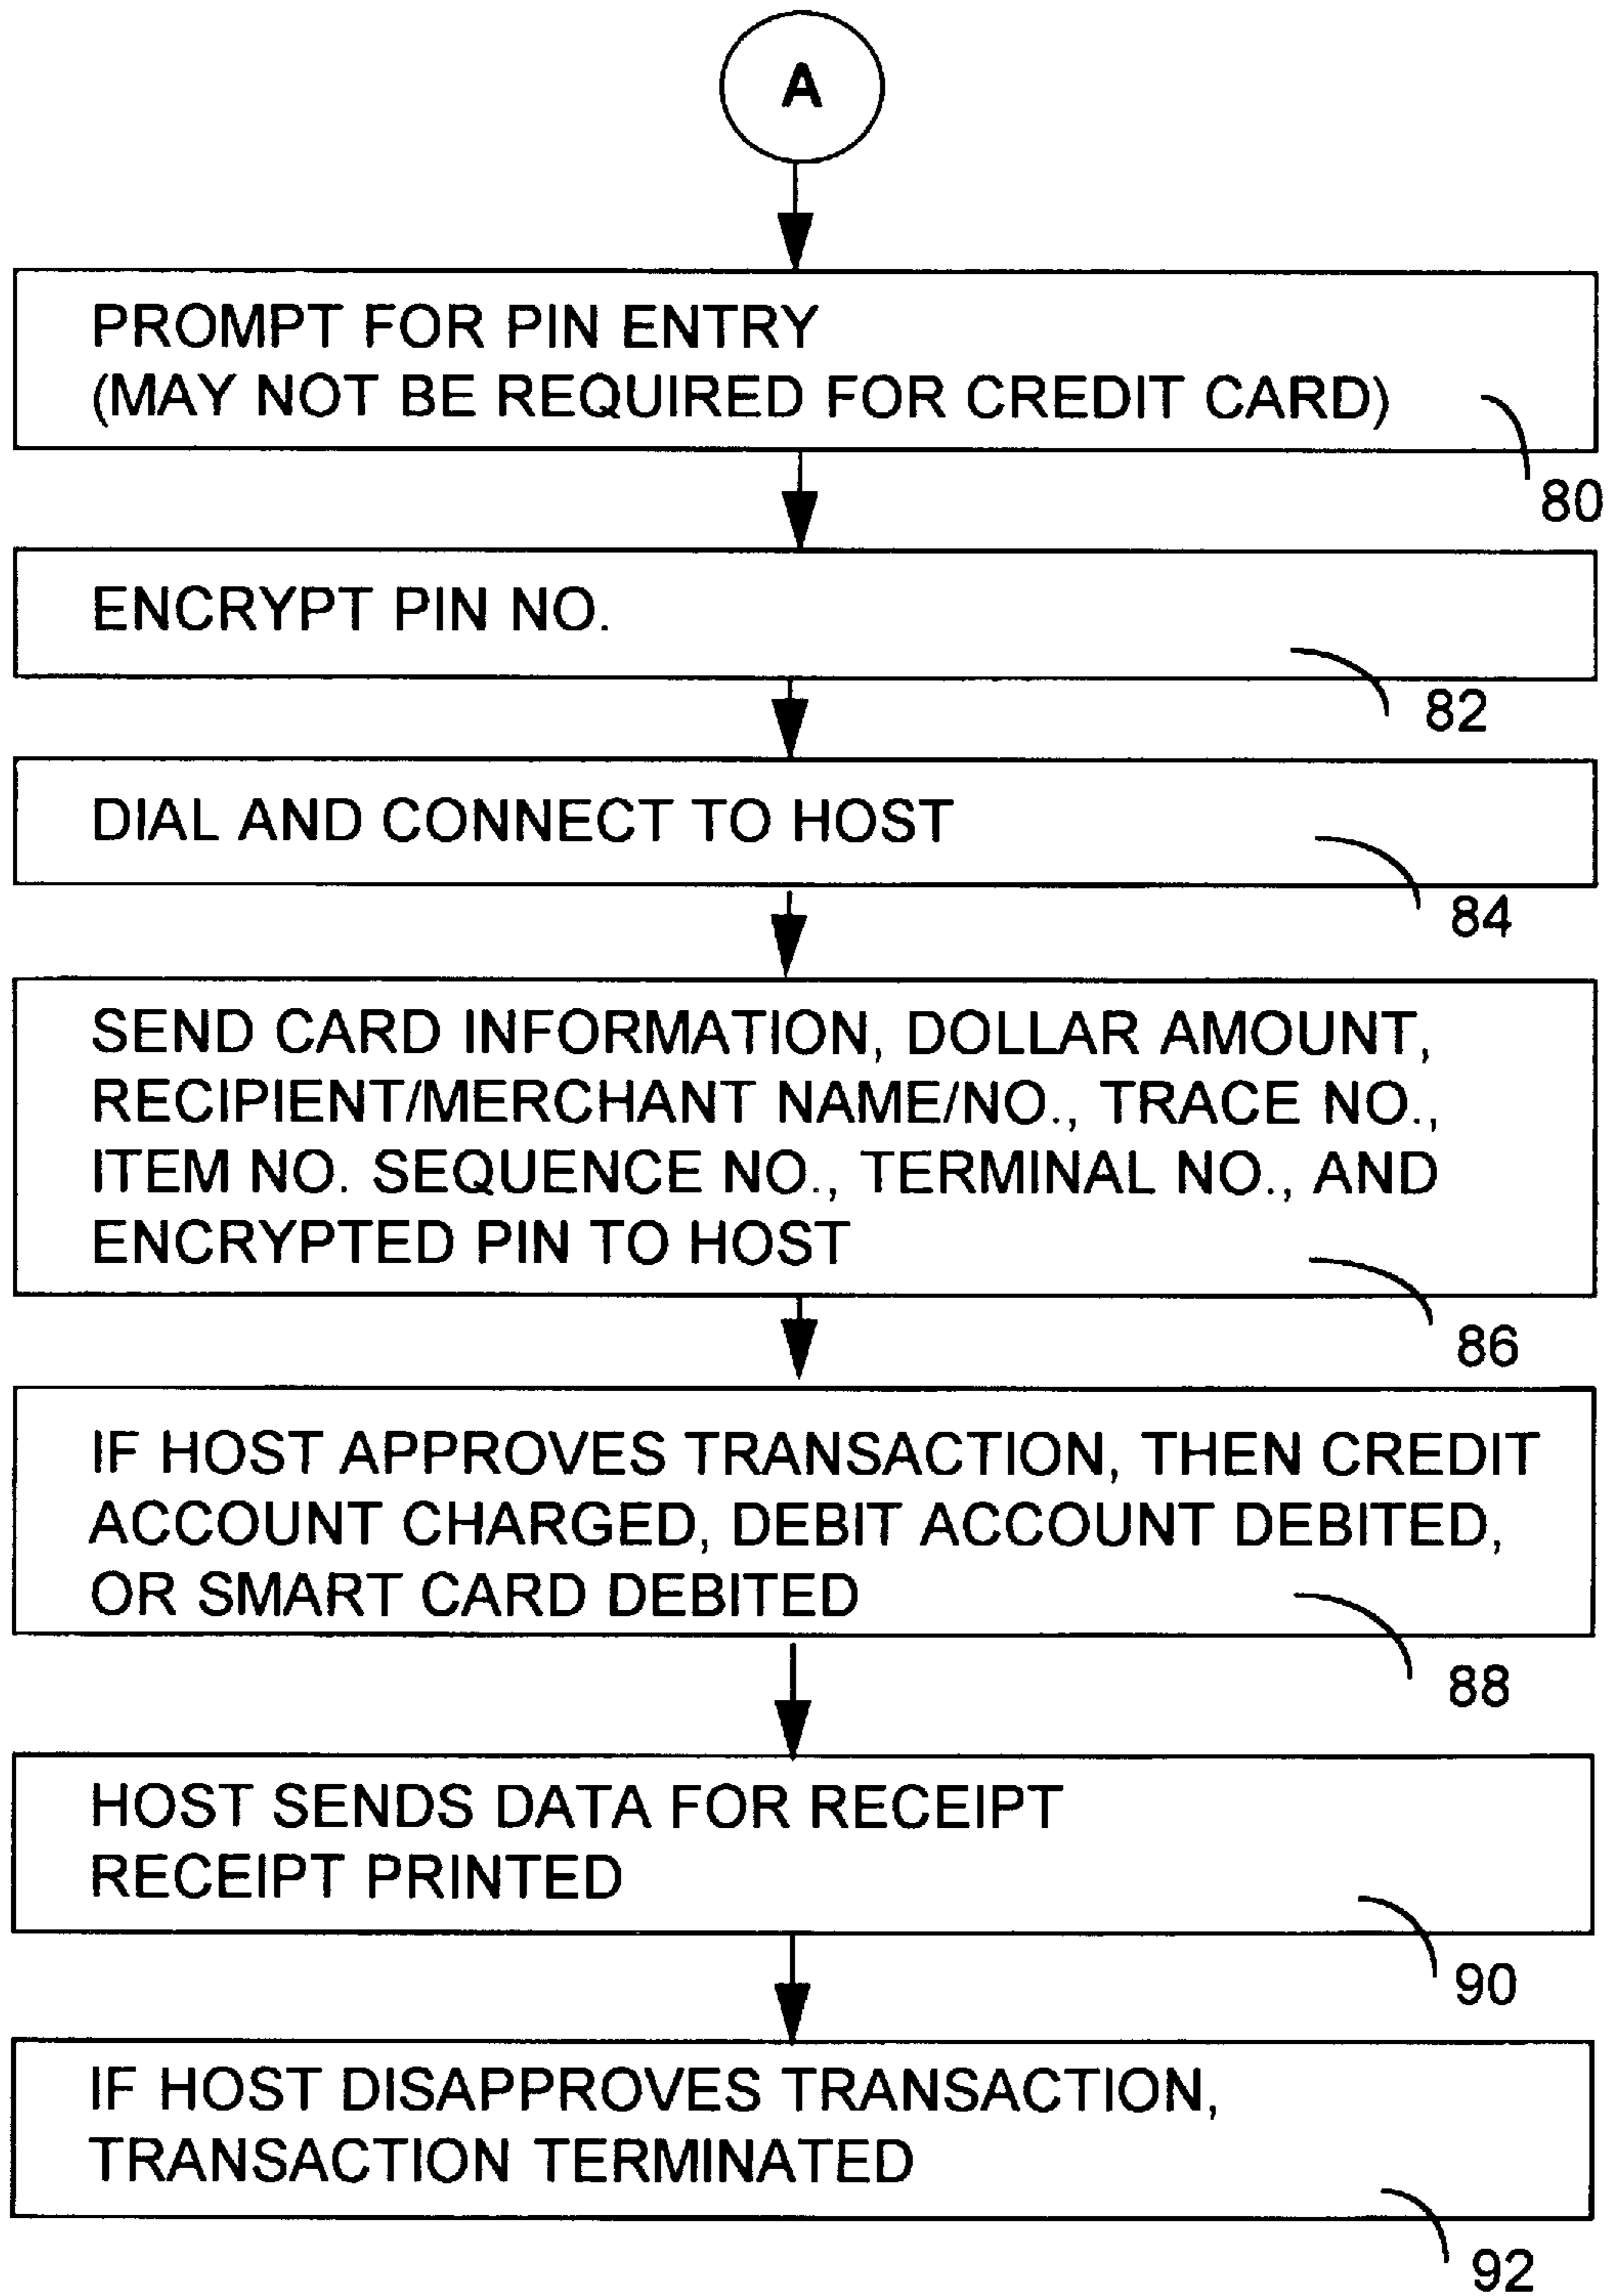 A
PROMPT FOR PIN ENTRY
(MAY NOT BE REQUIRED FOR CREDIT CARD)
80
ENCRYPT PIN NO.
82
DIAL AND CONNECT TO HOST
84
SEND CARD INFORMATION, DOLLAR AMOUNT,
RECIPIENT/MERCHANT NAME/NO., TRACE NO.,
ITEM NO. SEQUENCE NO., TERMINAL NO., AND
ENCRYPTED PIN TO HOST
86
IF HOST APPROVES TRANSACTION, THEN CREDIT
ACCOUNT CHARGED, DEBIT ACCOUNT DEBITED,
OR SMART CARD DEBITED
88
HOST SENDS DATA FOR RECEIPT
RECEIPT PRINTED
90
IF HOST DISAPPROVES TRANSACTION,
TRANSACTION TERMINATED
92